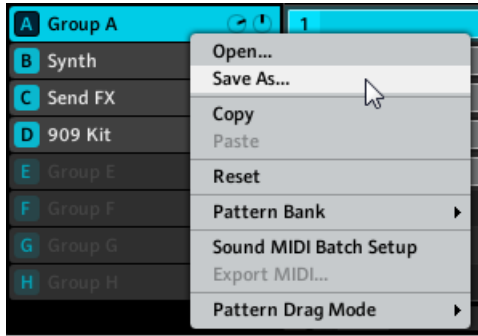 A Group A 1
B Synth
C Send FX
D 909 Kit
E Group E
F Group F
G Group G
H Group H
Open...
Save As...
Copy
Paste
Reset
Pattern Bank
Sound MIDI Batch Setup
Export MIDI...
Pattern Drag Mode